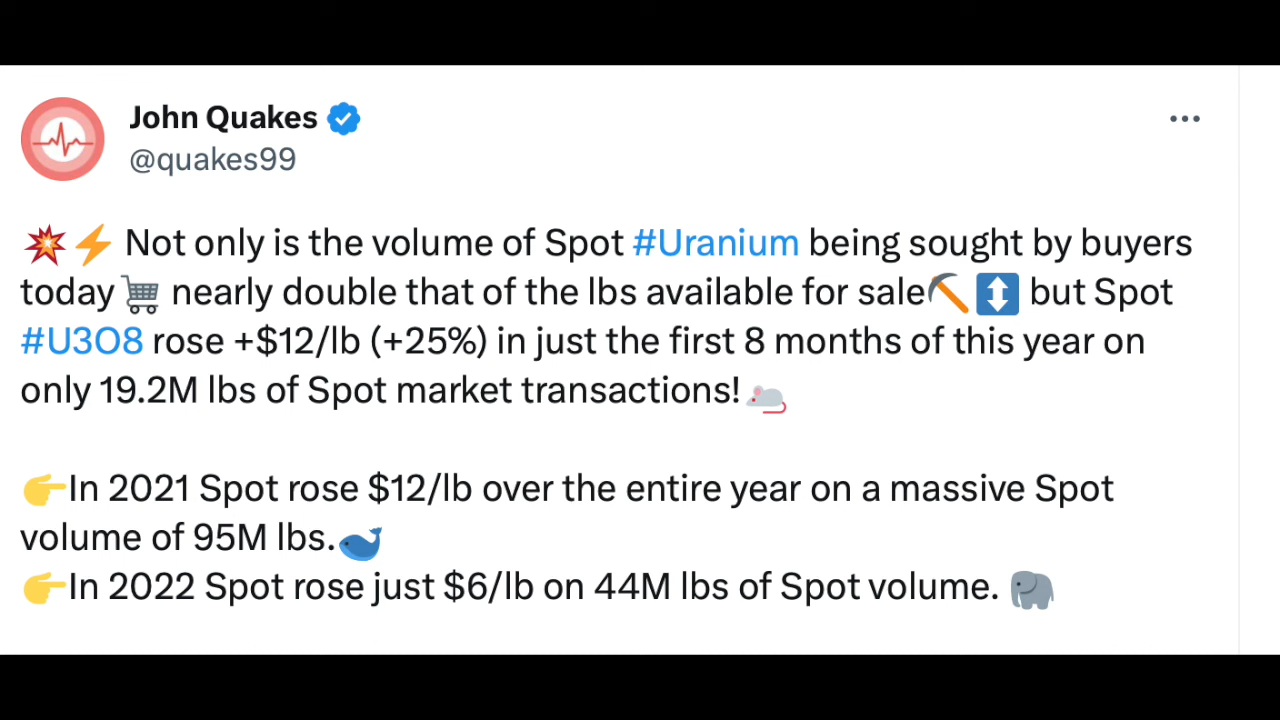 John Quakes
@quakes99
💥⚡ Not only is the volume of Spot #Uranium being sought by buyers
today🛒 nearly double that of the lbs available for sale⛏️↕️ but Spot
#U3O8 rose +$12/lb (+25%) in just the first 8 months of this year on
only 19.2M lbs of Spot market transactions!🐁
👉In 2021 Spot rose $12/lb over the entire year on a massive Spot
volume of 95M lbs.🐋
👉In 2022 Spot rose just $6/lb on 44M lbs of Spot volume. 🐘